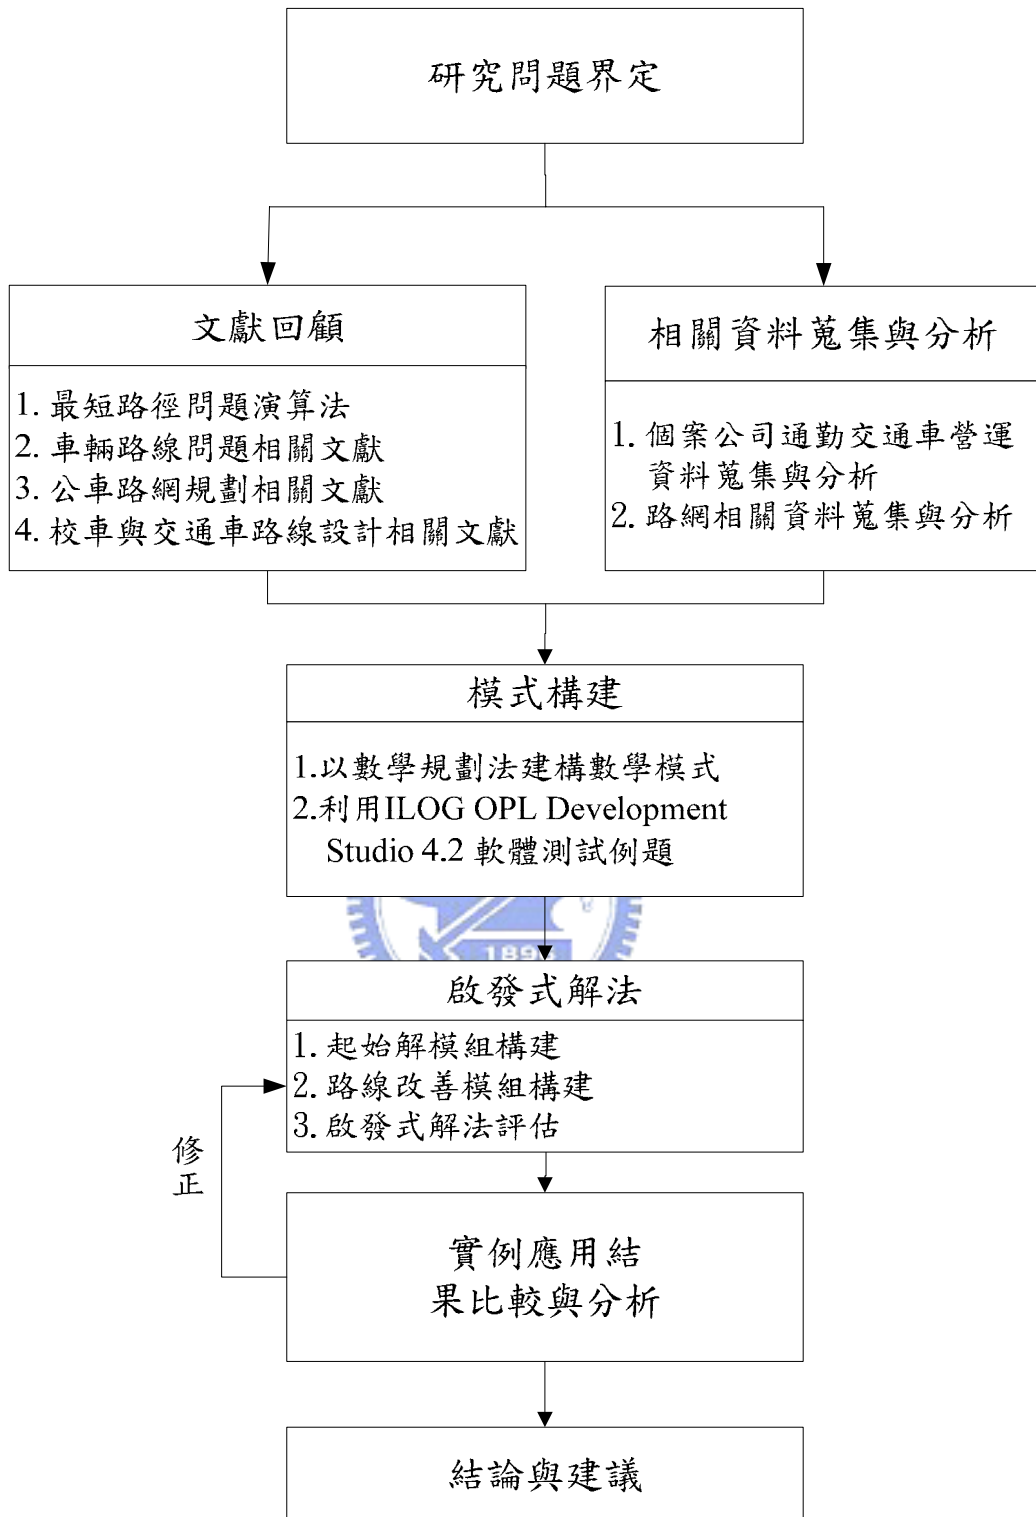 研究問題界定
文獻回顧
1. 最短路徑問題演算法
2. 車輛路線問題相關文獻
3. 公車路網規劃相關文獻
4. 校車與交通車路線設計相關文獻
相關資料蒐集與分析
1. 個案公司通勤交通車營運
資料蒐集與分析
2. 路網相關資料蒐集與分析
模式構建
1.以數學規劃法建構數學模式
2.利用ILOG OPL Development
Studio 4.2 軟體測試例題
1896
啟發式解法
1. 起始解模組構建
2. 路線改善模組構建
3. 啟發式解法評估
修
正
實例應用結
果比較與分析
結論與建議